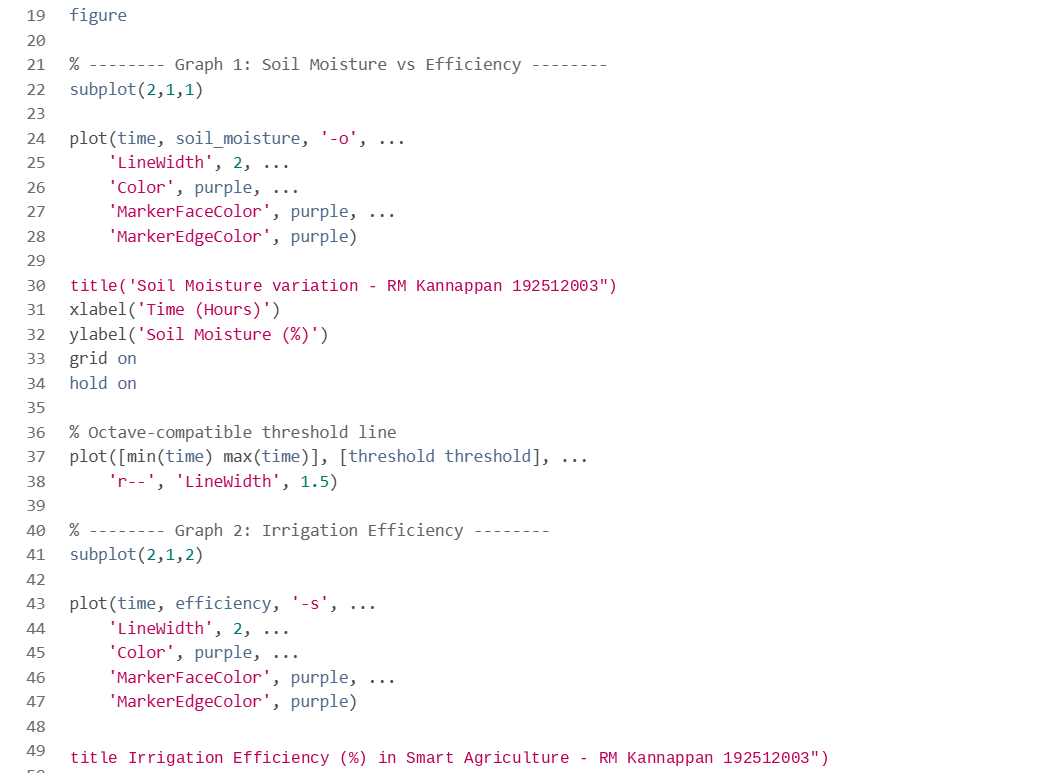 19 figure
20
21 % -------- Graph 1: Soil Moisture vs Efficiency --------
22 subplot(2,1,1)
23
24 plot(time, soil_moisture, '-o', ...
25     'LineWidth', 2, ...
26     'Color', purple, ...
27     'MarkerFaceColor', purple, ...
28     'MarkerEdgeColor', purple)
29
30 title('Soil Moisture variation - RM Kannappan 192512003")
31 xlabel('Time (Hours)')
32 ylabel('Soil Moisture (%)')
33 grid on
34 hold on
35
36 % Octave-compatible threshold line
37 plot([min(time) max(time)], [threshold threshold], ...
38     'r--', 'LineWidth', 1.5)
39
40 % -------- Graph 2: Irrigation Efficiency --------
41 subplot(2,1,2)
42
43 plot(time, efficiency, '-s', ...
44     'LineWidth', 2, ...
45     'Color', purple, ...
46     'MarkerFaceColor', purple, ...
47     'MarkerEdgeColor', purple)
48
49 title Irrigation Efficiency (%) in Smart Agriculture - RM Kannappan 192512003")